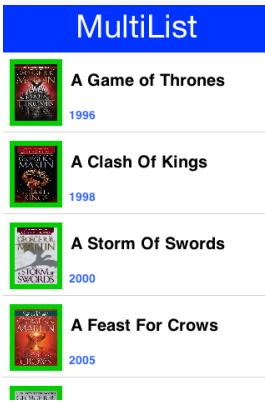 MultiList
A Game of Thrones
1996
A Clash Of Kings
1998
A Storm Of Swords
2000
A Feast For Crows
2005